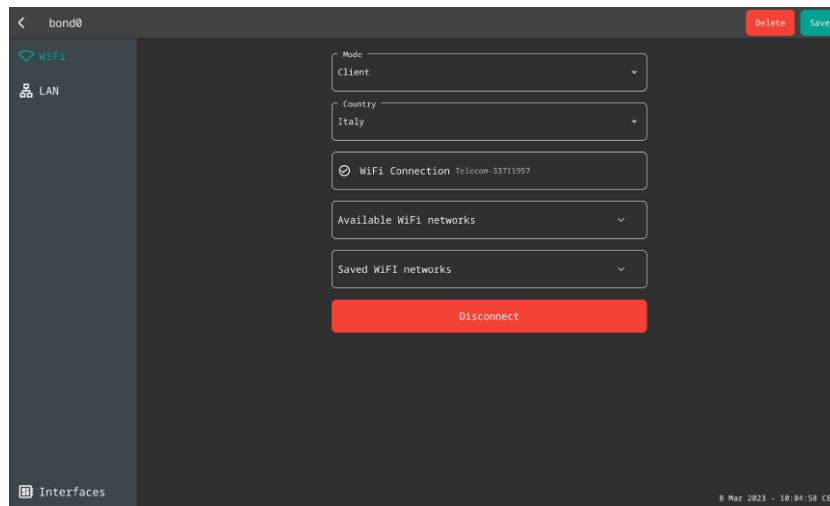 bond0
Delete
Save
WiFi
LAN
Mode
Client
Country
Italy
WiFi Connection Telecom-33711957
Available WiFi networks
Saved WiFI networks
Disconnect
Interfaces
8 Mar 2023 - 10:04:58 CE